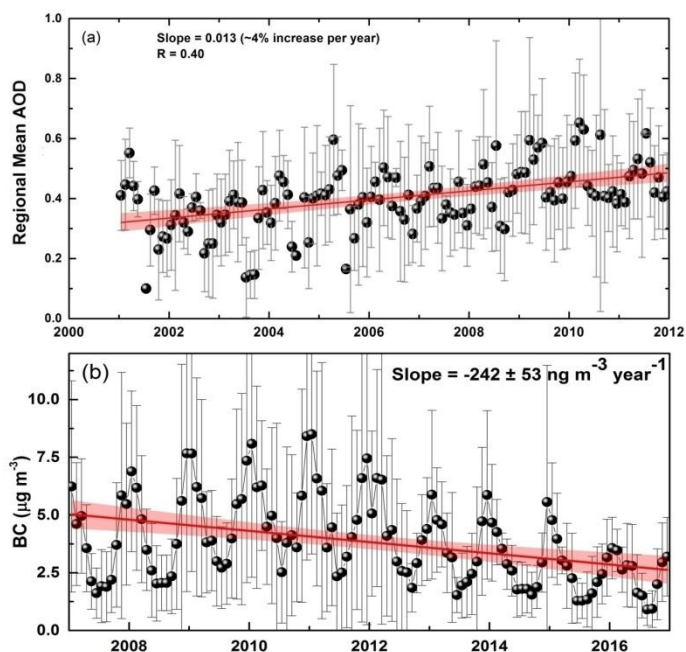 (a)
Slope = 0.013 (~4% increase per year)
R = 0.40
Regional Mean AOD
1.0
0.8
0.6
0.4
0.2
0.0
2000 2002 2004 2006 2008 2010 2012
(b)
Slope = -242 ± 53 ng m⁻³ year⁻¹
BC (μg m⁻³)
10.0
7.5
5.0
2.5
0.0
2008 2010 2012 2014 2016